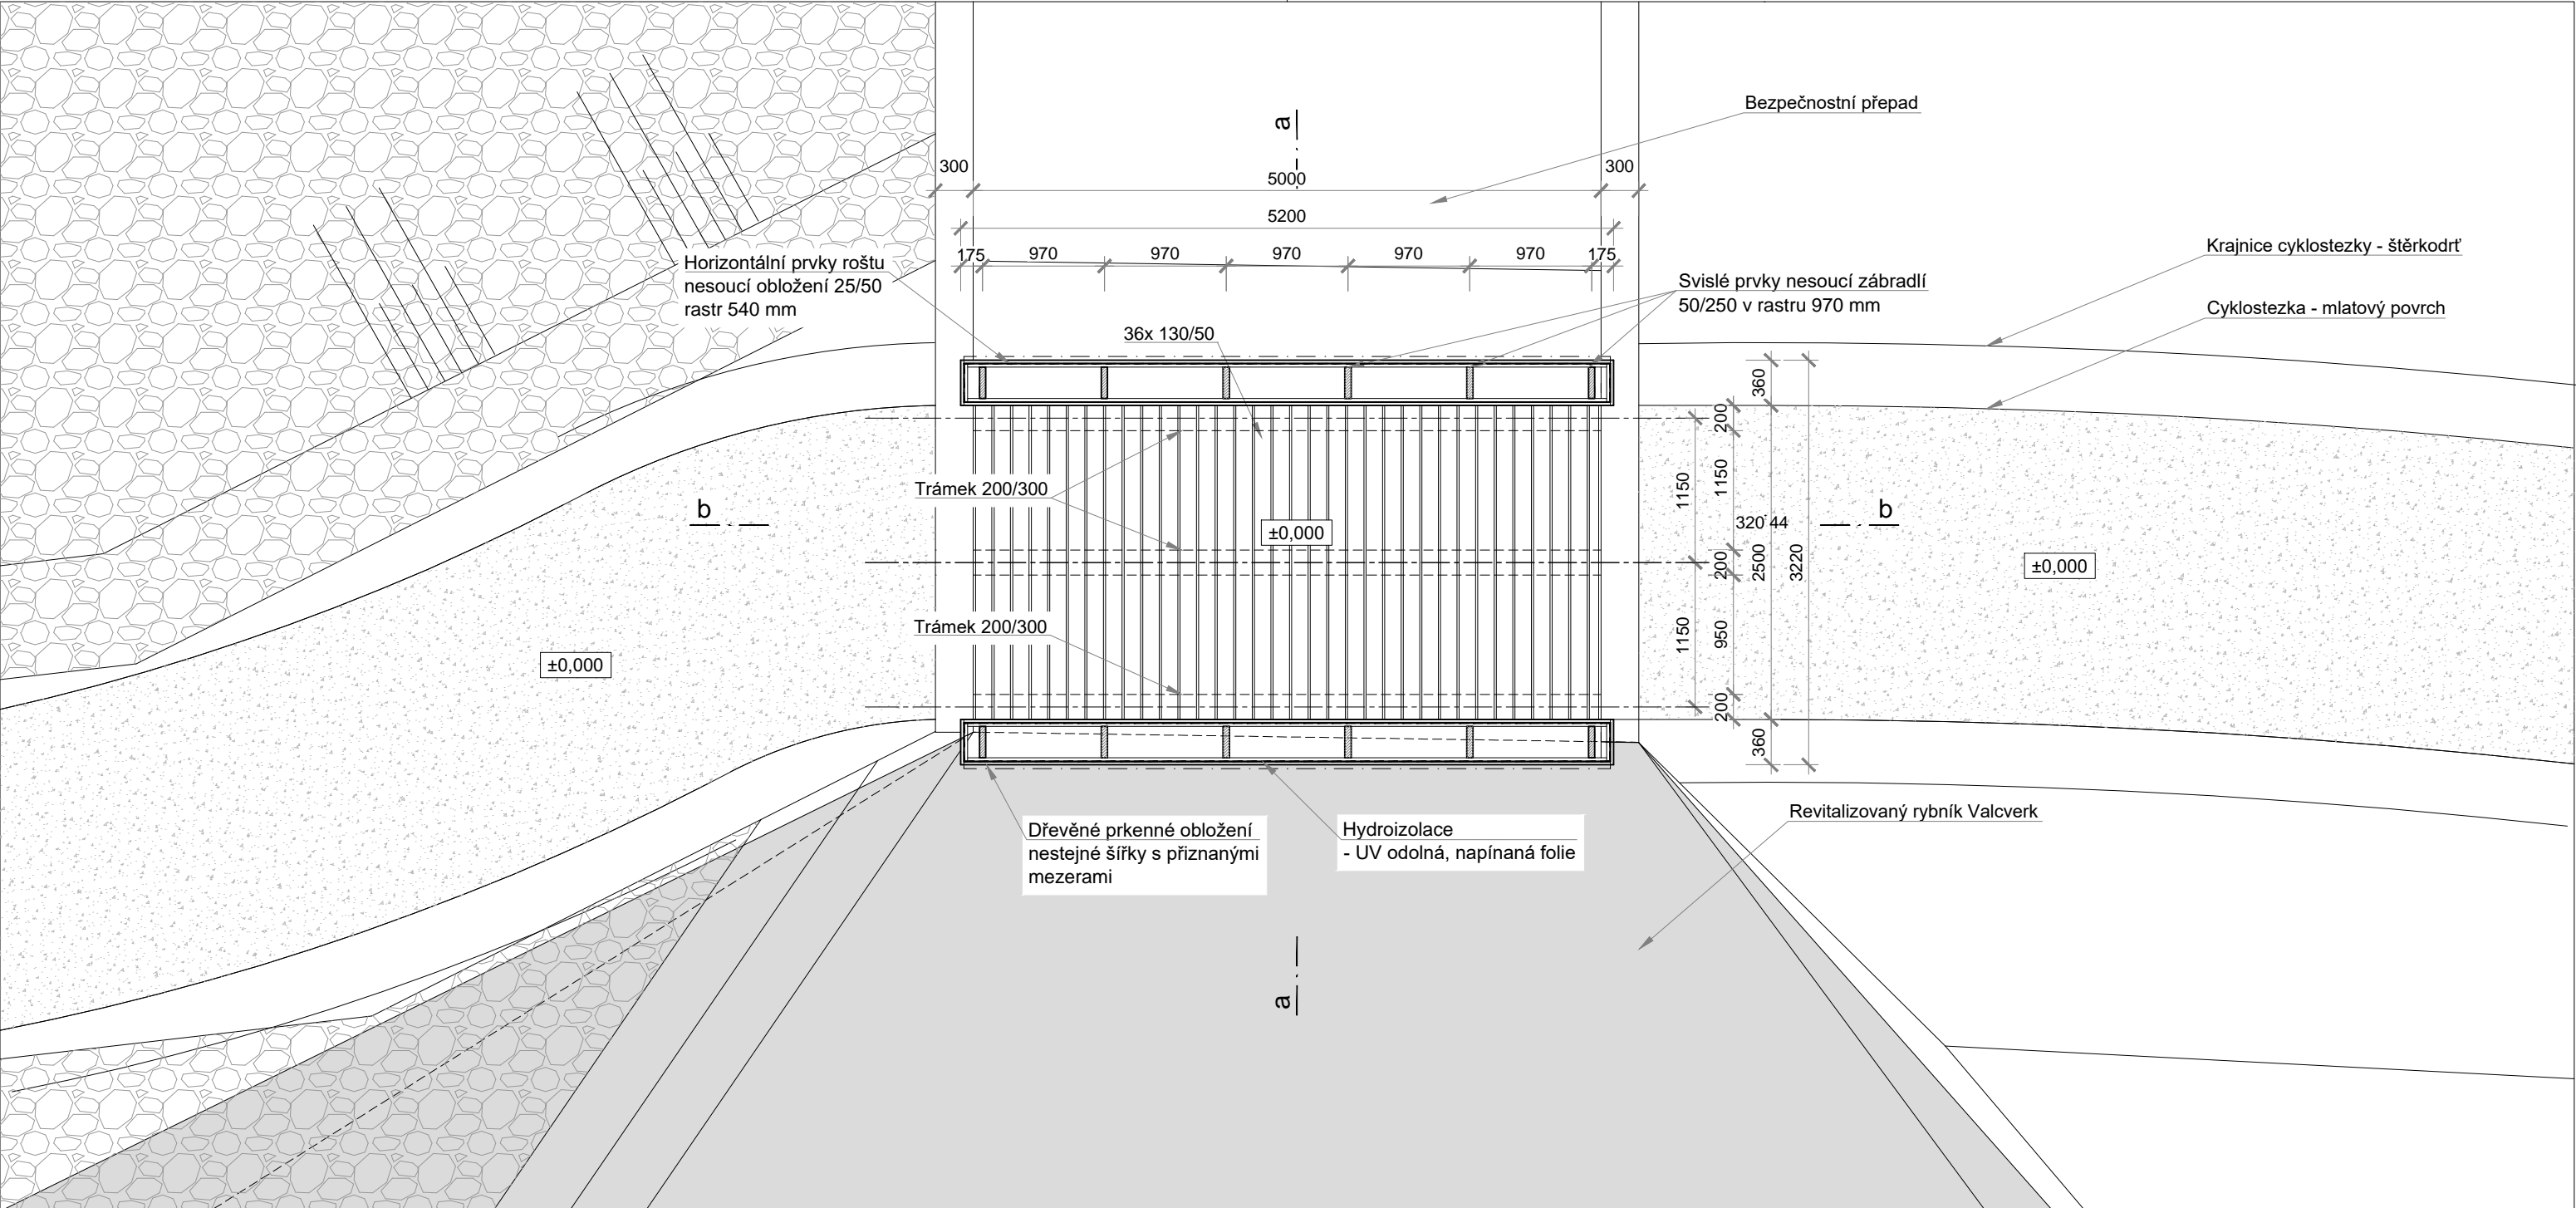 Bezpečnostní přepad
a
300
5000
300
5200
175
970
970
970
970
970
175
Krajnice cyklostezky - štěrkodrť
Horizontální prvky roštu
nesoucí obložení 25/50
rastr 540 mm
Svislé prvky nesoucí zábradlí
50/250 v rastru 970 mm
Cyklostezka - mlatový povrch
36x 130/50
360
200
Trámek 200/300
1150
1150
b
±0,000
320
44
b
200
2500
3220
±0,000
Trámek 200/300
1150
950
±0,000
200
360
Revitalizovaný rybník Valcverk
Dřevěné prkenné obložení
nestejné šířky s přiznanými
mezerami
Hydroizolace
- UV odolná, napínaná folie
a